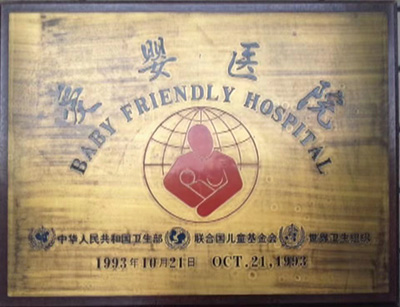 爱婴医院
BABY FRIENDLY HOSPITAL
中华人民共和国卫生部 联合国儿童基金会 世界卫生组织
1993年10月21日 OCT.21,1993